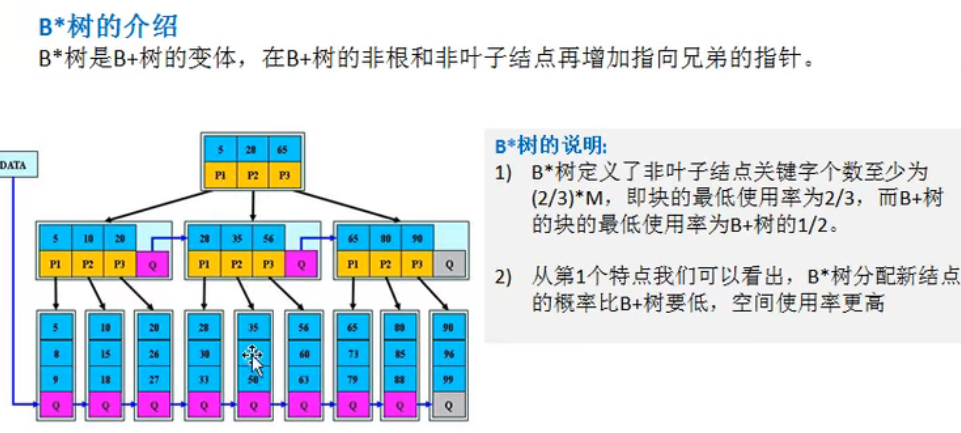 B*树的介绍
B*树是B+树的变体，在B+树的非根和非叶子结点再增加指向兄弟的指针。
DATA
5 28 65
P1 P2 P3
5 10 20 28 35 56 65 80 90
P1 P2 P3 Q P1 P2 P3 Q P1 P2 P3 Q
5 10 20 28 35 56 65 80 90
8 15 26 30 60 73 85 96
9 18 27 33 50 63 79 88 99
Q Q Q Q Q Q Q Q Q
B*树的说明:
1) B*树定义了非叶子结点关键字个数至少为
(2/3)*M，即块的最低使用率为2/3，而B+树
的块的最低使用率为B+树的1/2。
2) 从第1个特点我们可以看出，B*树分配新结点
的概率比B+树要低，空间使用率更高